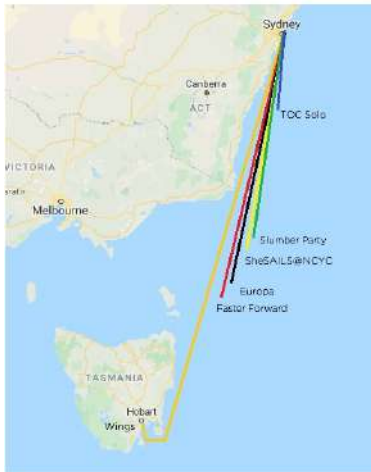 Sydney
Canberra
ACT
TOC Solo
VICTORIA
Melbourne
Slumber Party
SheSAILS@NCYC
Europa
Faster Forward
TASMANIA
Hobart
Wings